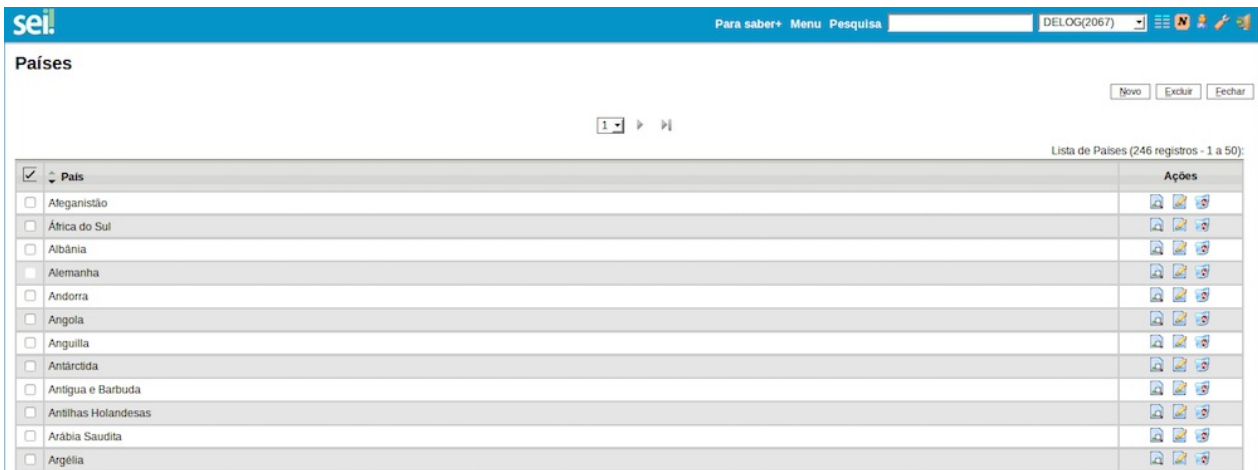 sei!
Para saber+ Menu Pesquisa DELOG(2067) N
Países
Novo Excluir Fechar
1
Lista de Países (246 registros - 1 a 50):
País Ações
Afeganistão
África do Sul
Albânia
Alemanha
Andorra
Angola
Anguilla
Antárctida
Antigua e Barbuda
Antilhas Holandesas
Arábia Saudita
Argélia